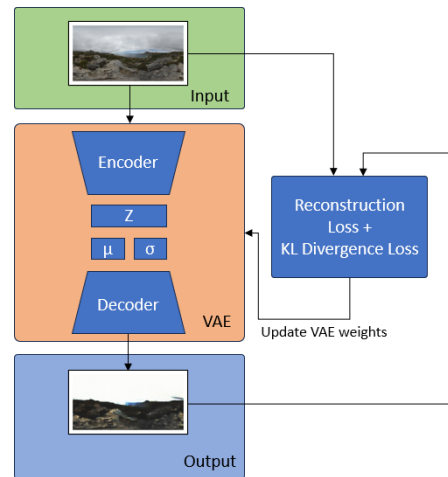 Input
Encoder
Z
μ
σ
Decoder
VAE
Reconstruction
Loss +
KL Divergence Loss
Update VAE weights
Output